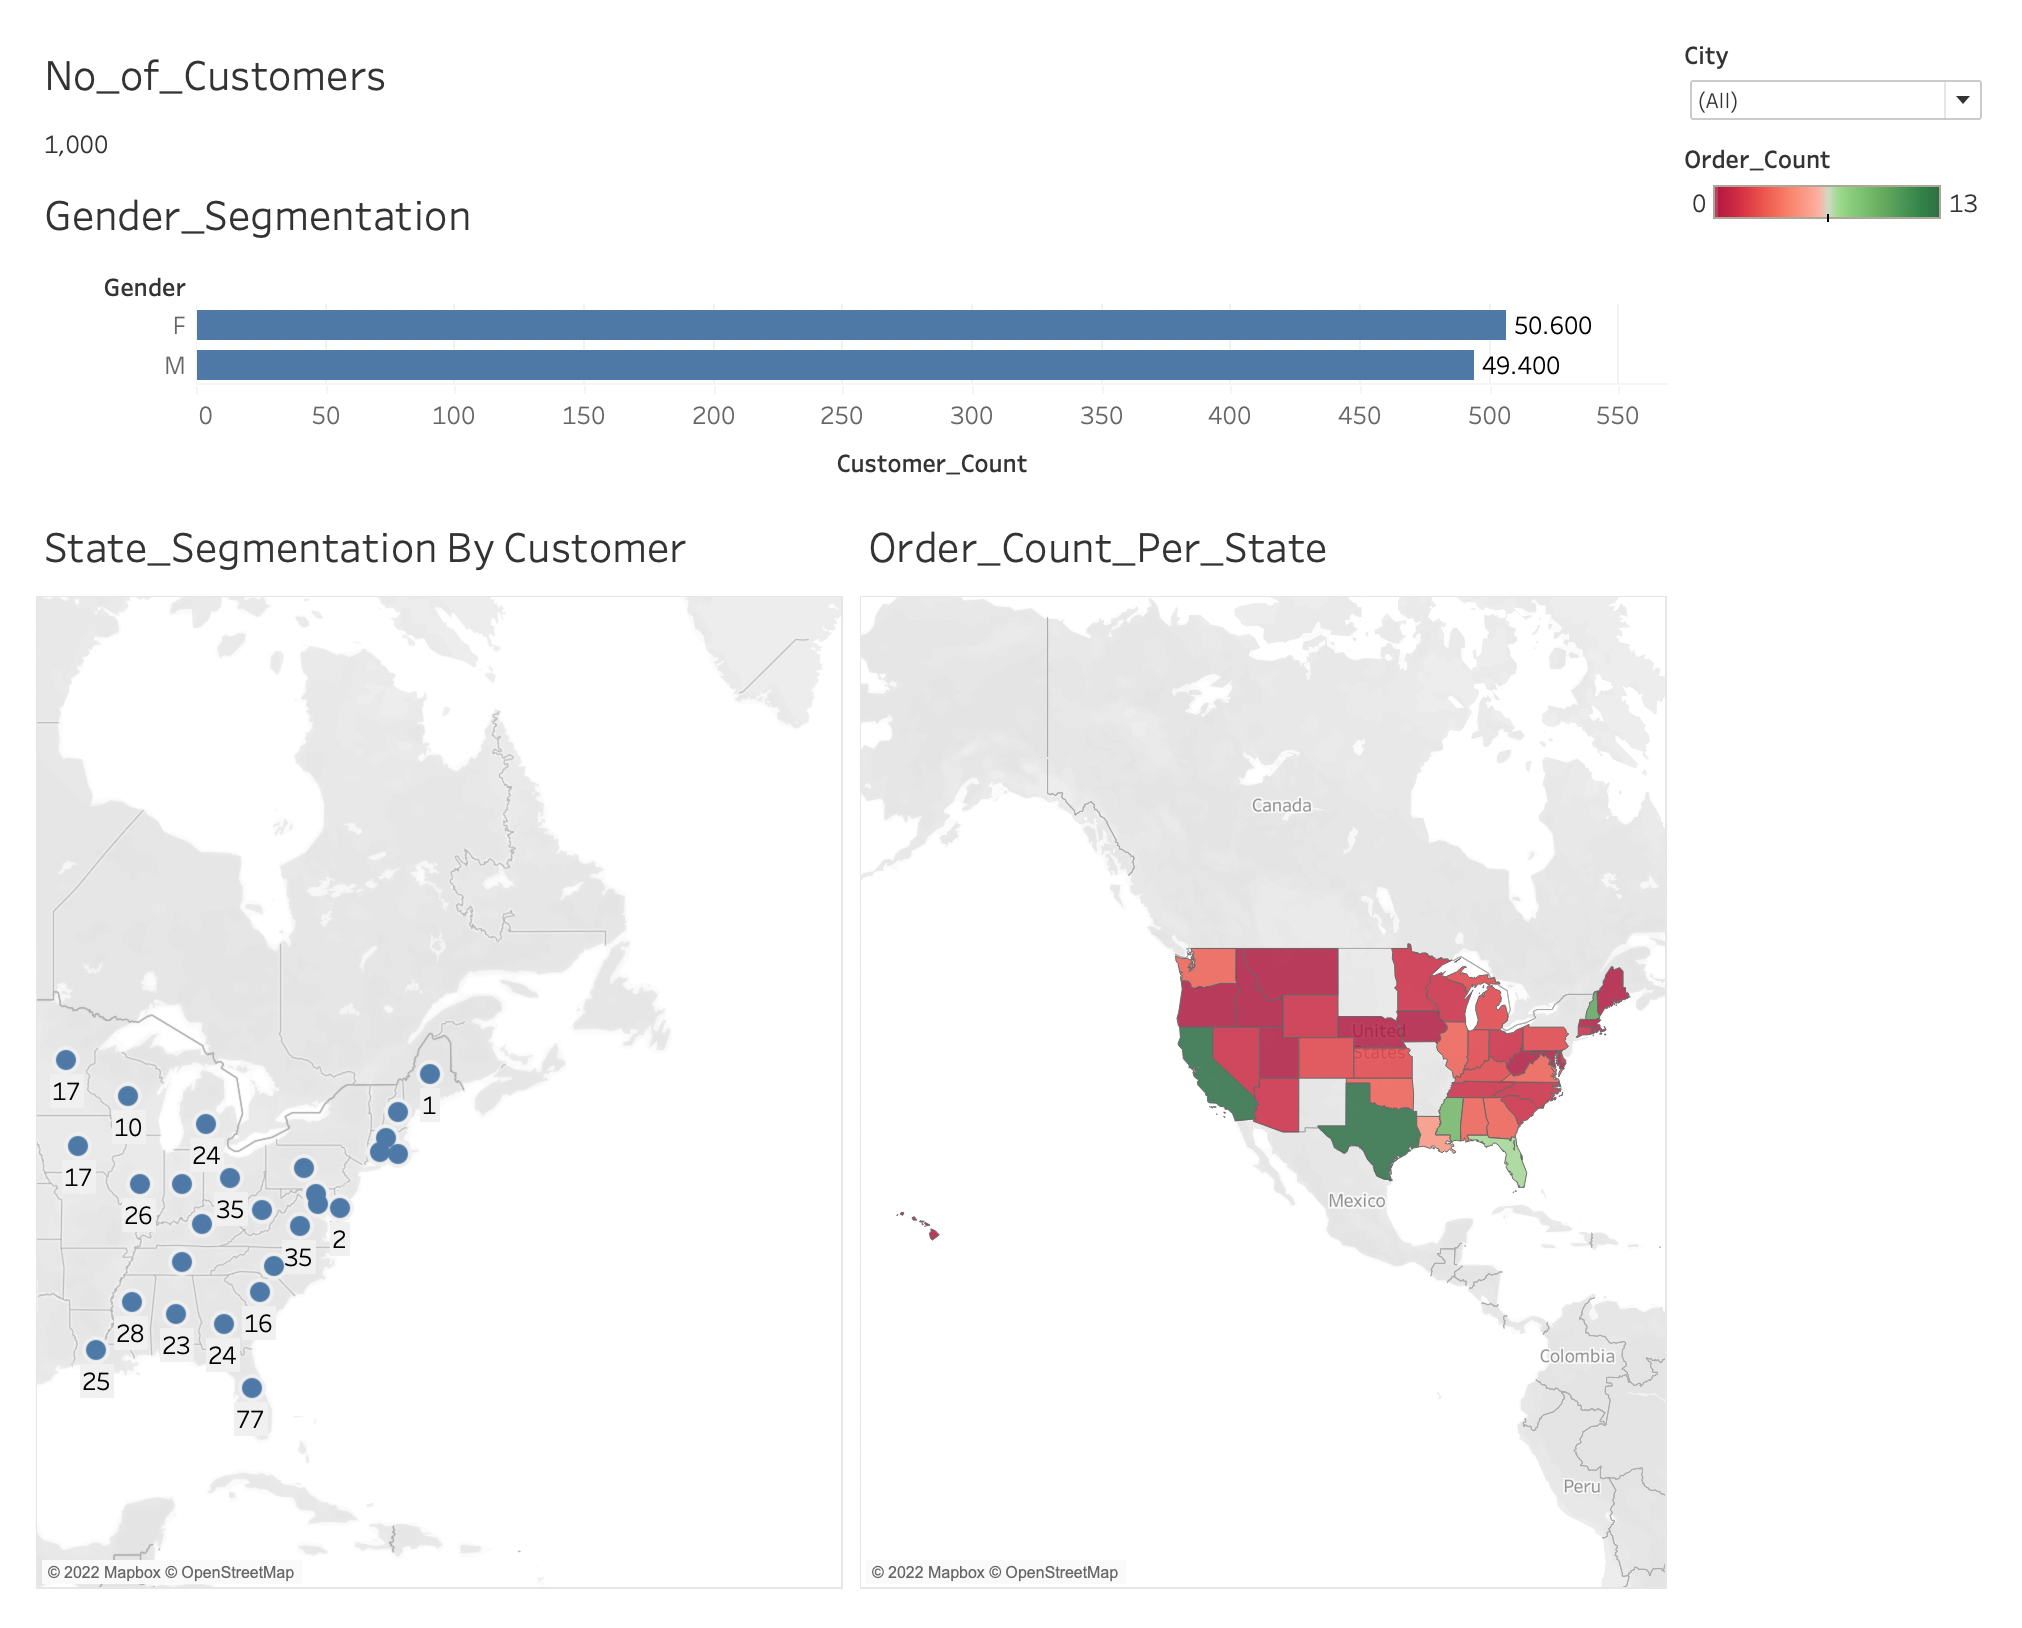 No_of_Customers
1,000
City
(All)
Order_Count
0 13
Gender_Segmentation
Gender
F 50.600
M 49.400
0 50 100 150 200 250 300 350 400 450 500 550
Customer_Count
State_Segmentation By Customer
17
10
1
24
17
26
35
2
35
28
23
24
16
25
77
© 2022 Mapbox © OpenStreetMap
Order_Count_Per_State
Canada
United
States
Mexico
Colombia
Peru
© 2022 Mapbox © OpenStreetMap